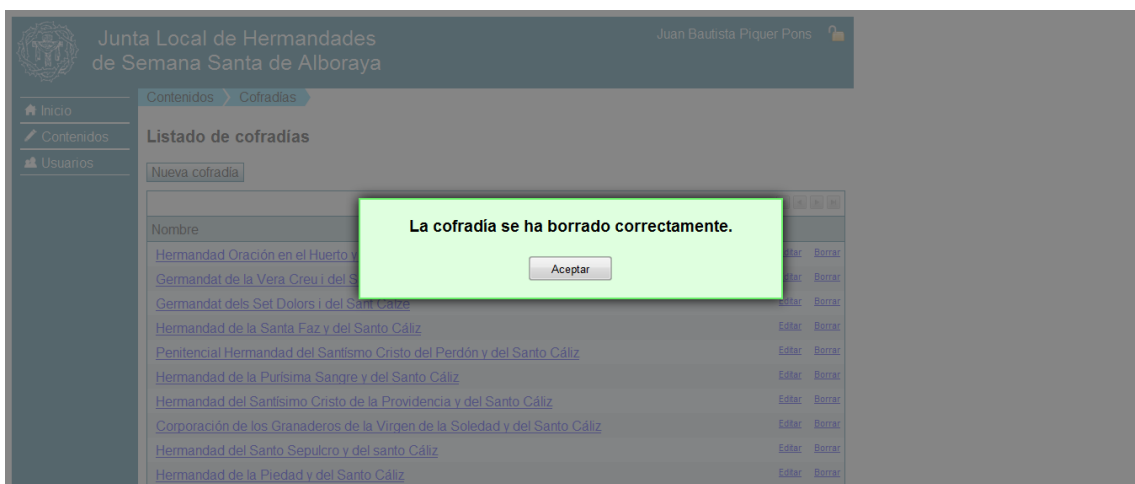 Junta Local de Hermandades
de Semana Santa de Alboraya
Juan Bautista Piquer Pons
Contenidos Cofradías
Inicio
Contenidos
Usuarios
Listado de cofradías
Nueva cofradía
Nombre
La cofradía se ha borrado correctamente.
Aceptar
Hermandad Oración en el Huerto y Editar Borrar
Germandat de la Vera Creu i del S Editar Borrar
Germandat dels Set Dolors i del Sant Calze Editar Borrar
Hermandad de la Santa Faz y del Santo Cáliz Editar Borrar
Penitencial Hermandad del Santísmo Cristo del Perdón y del Santo Cáliz Editar Borrar
Hermandad de la Purísima Sangre y del Santo Cáliz Editar Borrar
Hermandad del Santísimo Cristo de la Providencia y del Santo Cáliz Editar Borrar
Corporación de los Granaderos de la Virgen de la Soledad y del Santo Cáliz Editar Borrar
Hermandad del Santo Sepulcro y del santo Cáliz Editar Borrar
Hermandad de la Piedad y del Santo Cáliz Editar Borrar